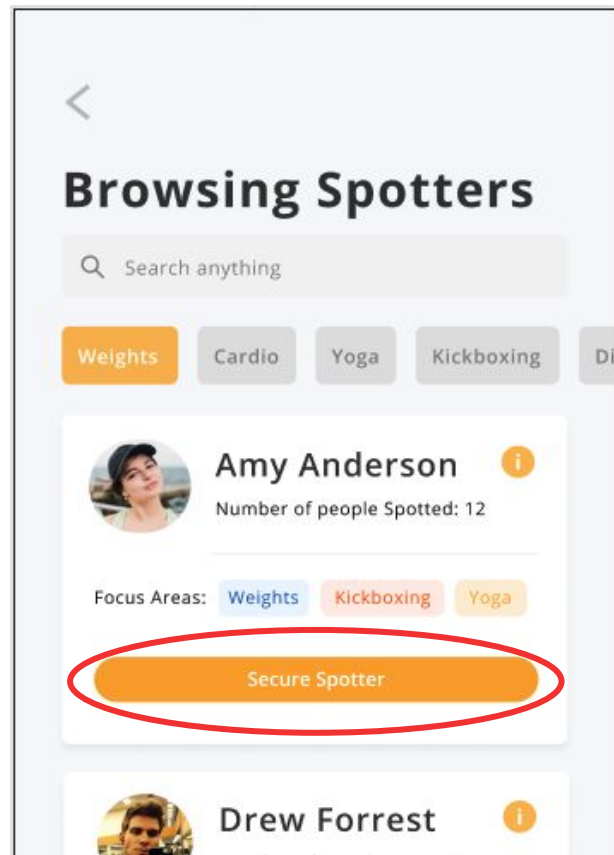 Browsing Spotters
Search anything
Weights Cardio Yoga Kickboxing Di
Amy Anderson i
Number of people Spotted: 12
Focus Areas: Weights Kickboxing Yoga
Secure Spotter
Drew Forrest i